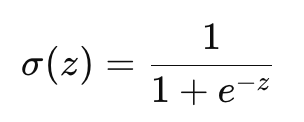 σ(z) = 1 / (1 + e^{-z})